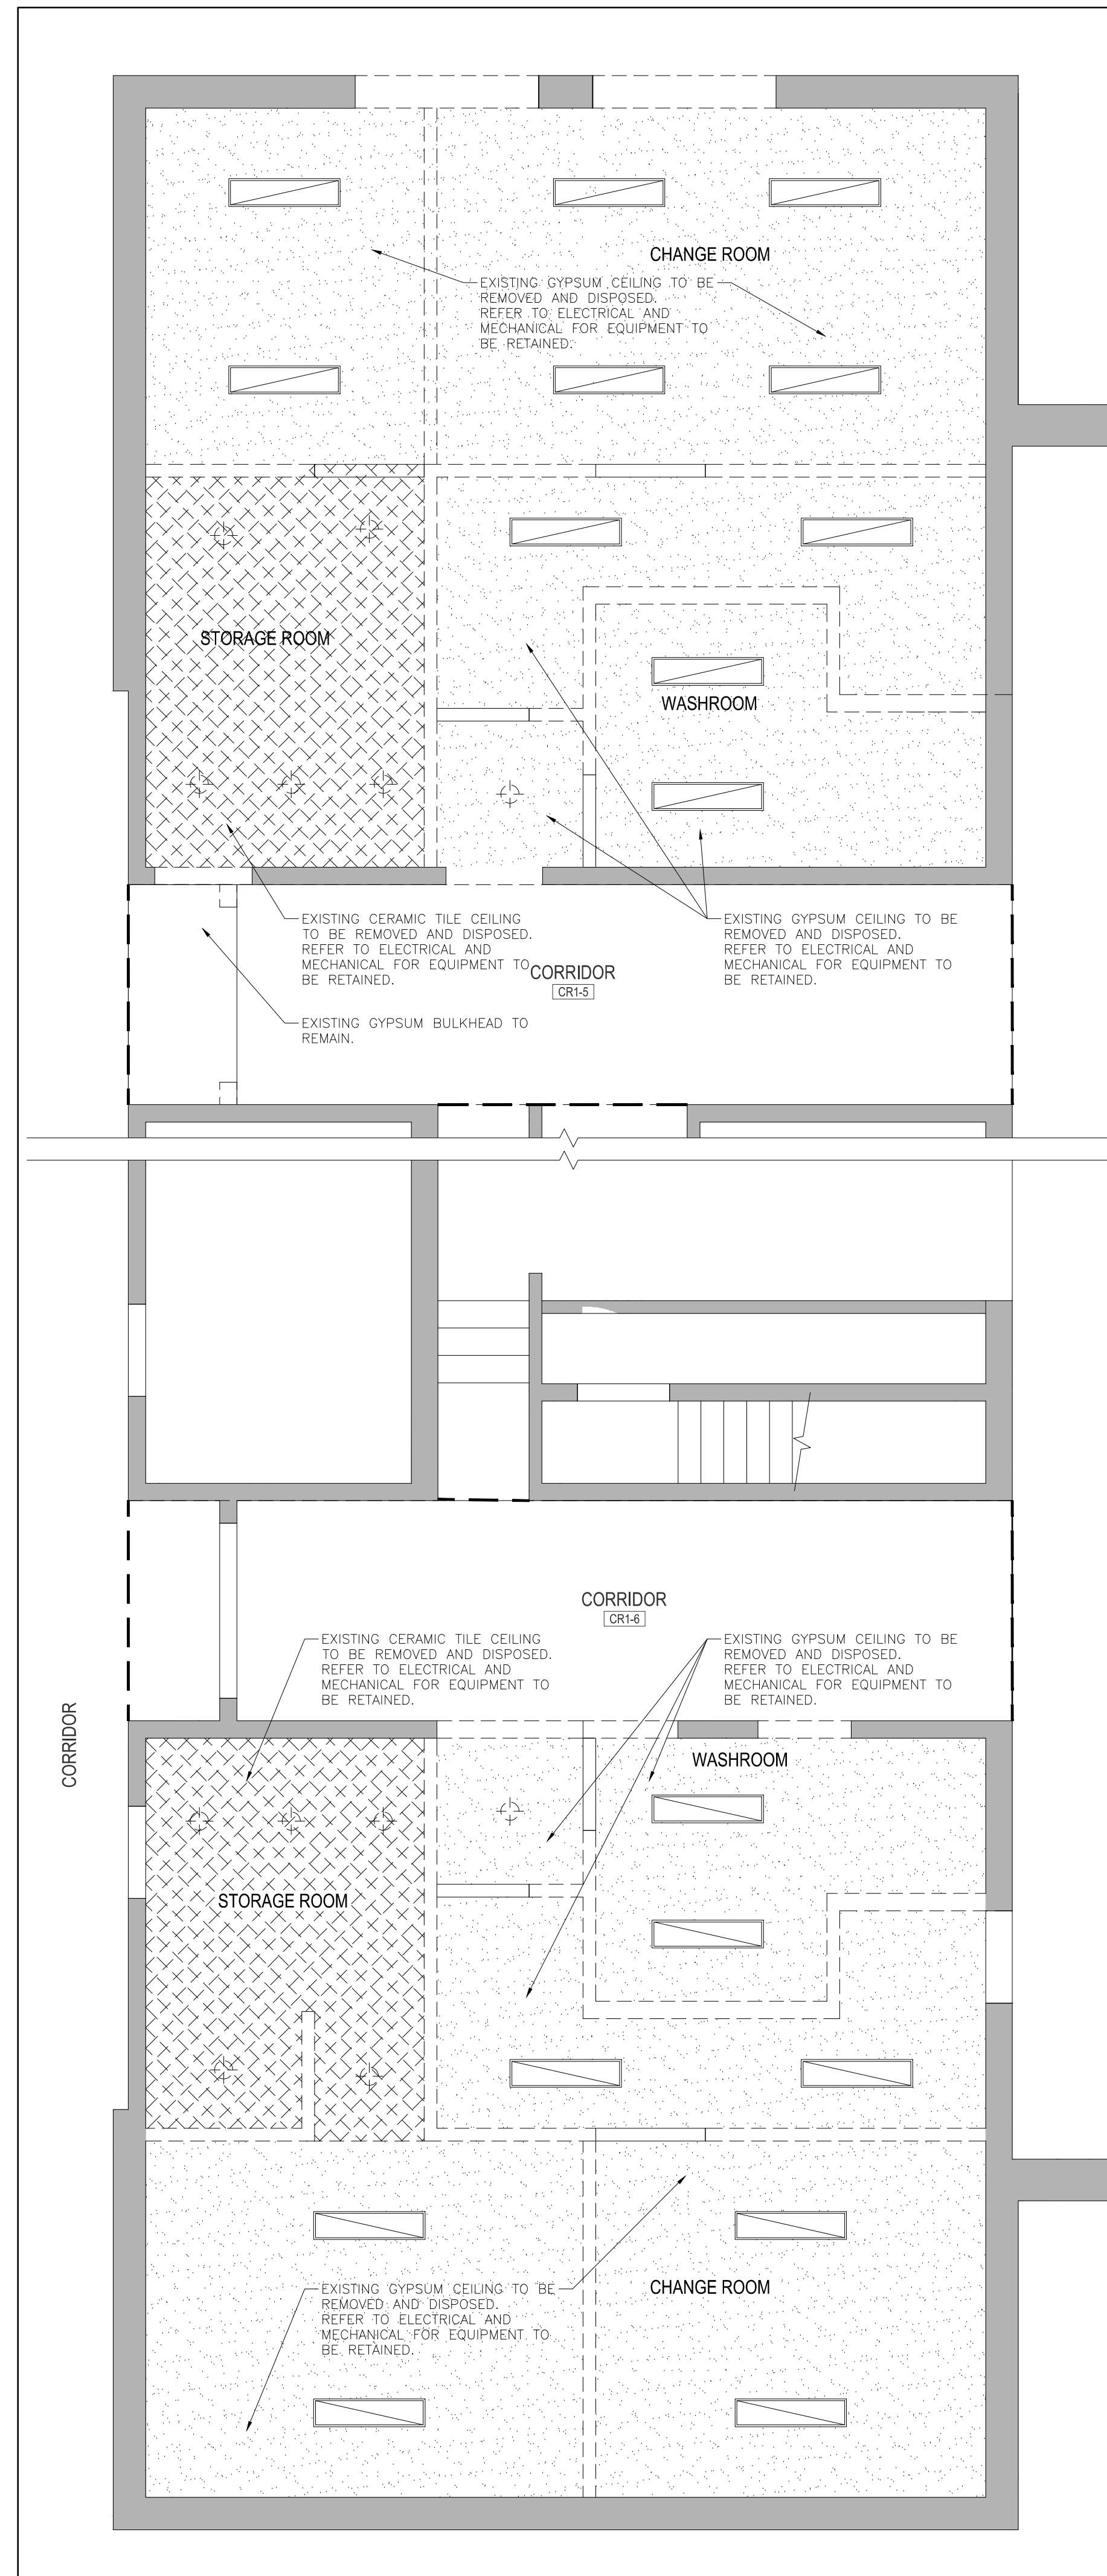 CHANGE ROOM
EXISTING GYPSUM CEILING TO BE
REMOVED AND DISPOSED.
REFER TO ELECTRICAL AND
MECHANICAL FOR EQUIPMENT TO
BE RETAINED.
STORAGE ROOM
WASHROOM
EXISTING CERAMIC TILE CEILING
TO BE REMOVED AND DISPOSED.
REFER TO ELECTRICAL AND
MECHANICAL FOR EQUIPMENT TO
BE RETAINED.
EXISTING GYPSUM BULKHEAD TO
REMAIN.
CORRIDOR
CR1-5
EXISTING GYPSUM CEILING TO BE
REMOVED AND DISPOSED.
REFER TO ELECTRICAL AND
MECHANICAL FOR EQUIPMENT TO
BE RETAINED.
CORRIDOR
CR1-6
EXISTING CERAMIC TILE CEILING
TO BE REMOVED AND DISPOSED.
REFER TO ELECTRICAL AND
MECHANICAL FOR EQUIPMENT TO
BE RETAINED.
EXISTING GYPSUM CEILING TO BE
REMOVED AND DISPOSED.
REFER TO ELECTRICAL AND
MECHANICAL FOR EQUIPMENT TO
BE RETAINED.
CORRIDOR
WASHROOM
STORAGE ROOM
CHANGE ROOM
EXISTING GYPSUM CEILING TO BE
REMOVED AND DISPOSED.
REFER TO ELECTRICAL AND
MECHANICAL FOR EQUIPMENT TO
BE RETAINED.